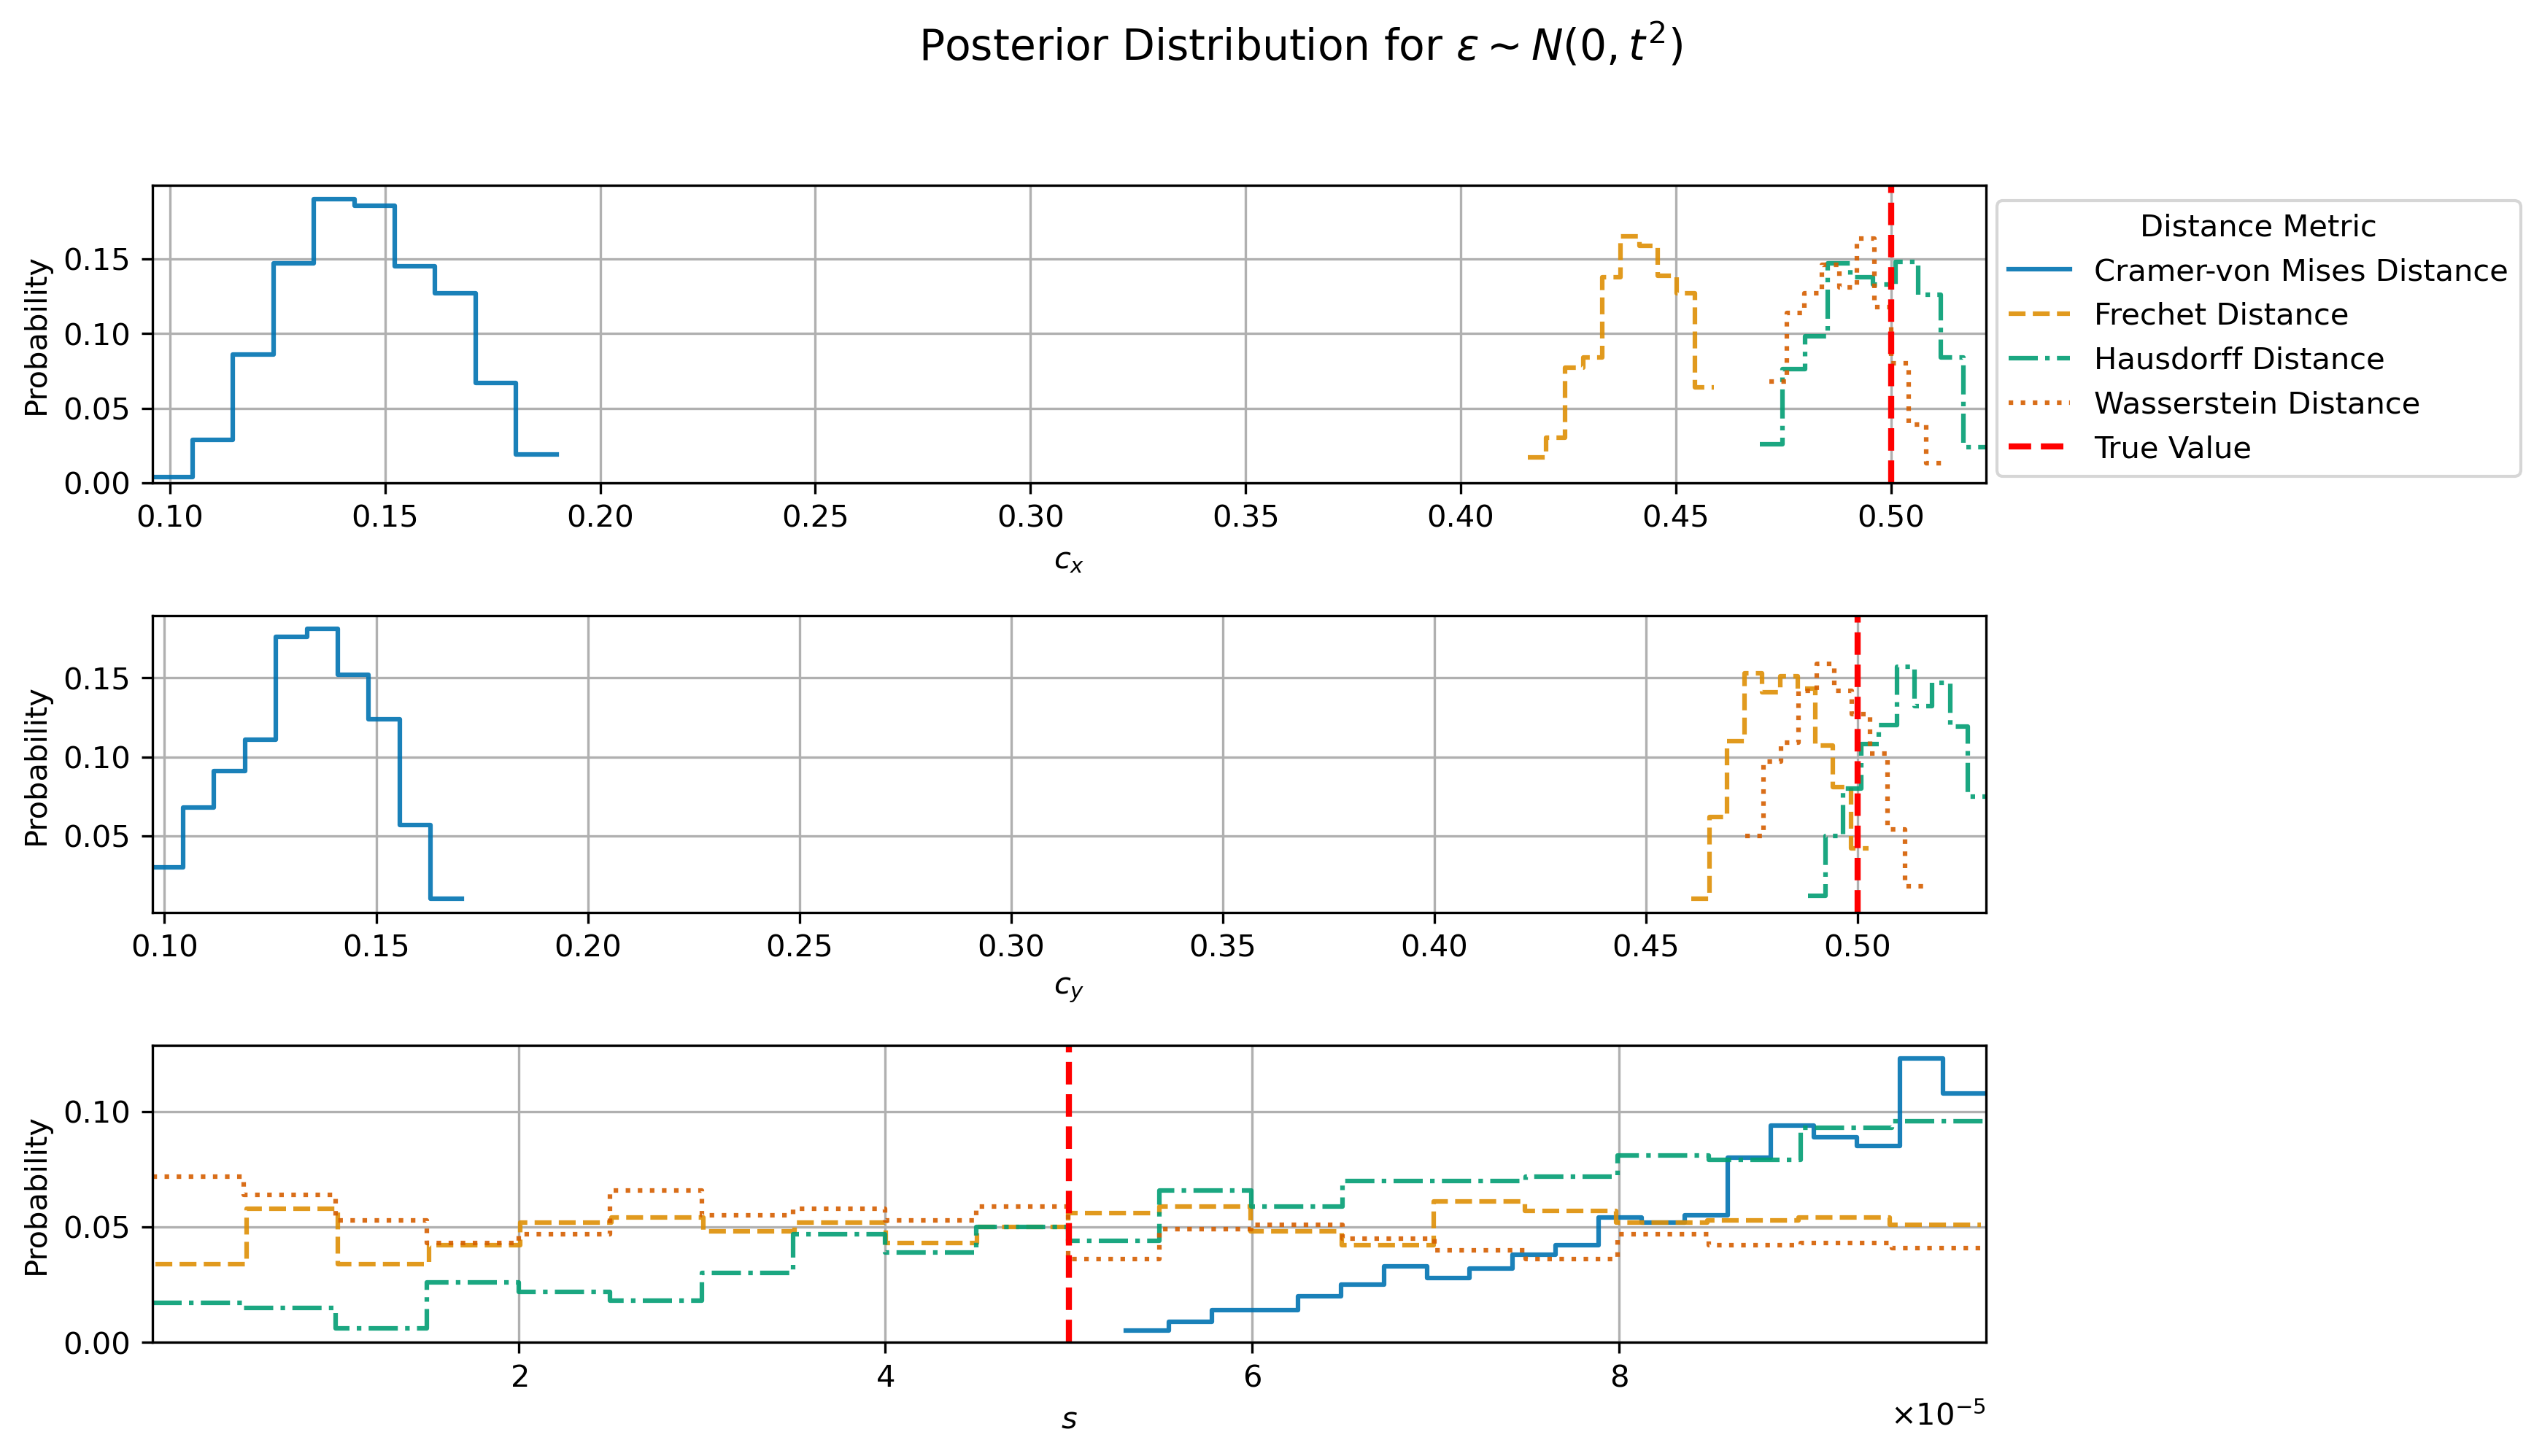 Posterior Distribution for ε ~ N(0, t²)
Probability
0.15
0.10
0.05
0.00
0.10 0.15 0.20 0.25 0.30 0.35 0.40 0.45 0.50
cₓ
Distance Metric
Cramer-von Mises Distance
Frechet Distance
Hausdorff Distance
Wasserstein Distance
True Value
Probability
0.15
0.10
0.05
0.10 0.15 0.20 0.25 0.30 0.35 0.40 0.45 0.50
c_y
Probability
0.10
0.05
0.00
2 4 6 8
×10⁻⁵
s